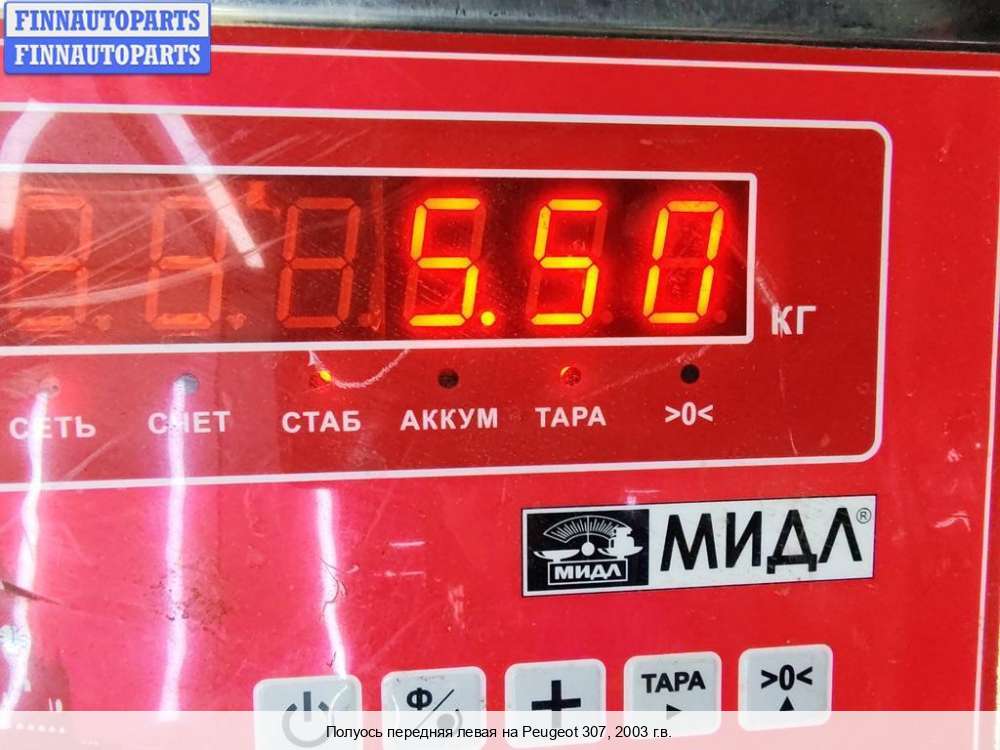 FINNAUTOPARTS
FINNAUTOPARTS
5.50
КГ
СЕТЬ СЧЕТ СТАБ АККУМ ТАРА >0<
МИДЛ
МИДЛ®
Ф/ + ТАРА >0<
Полуось передняя левая на Peugeot 307, 2003 г.в.